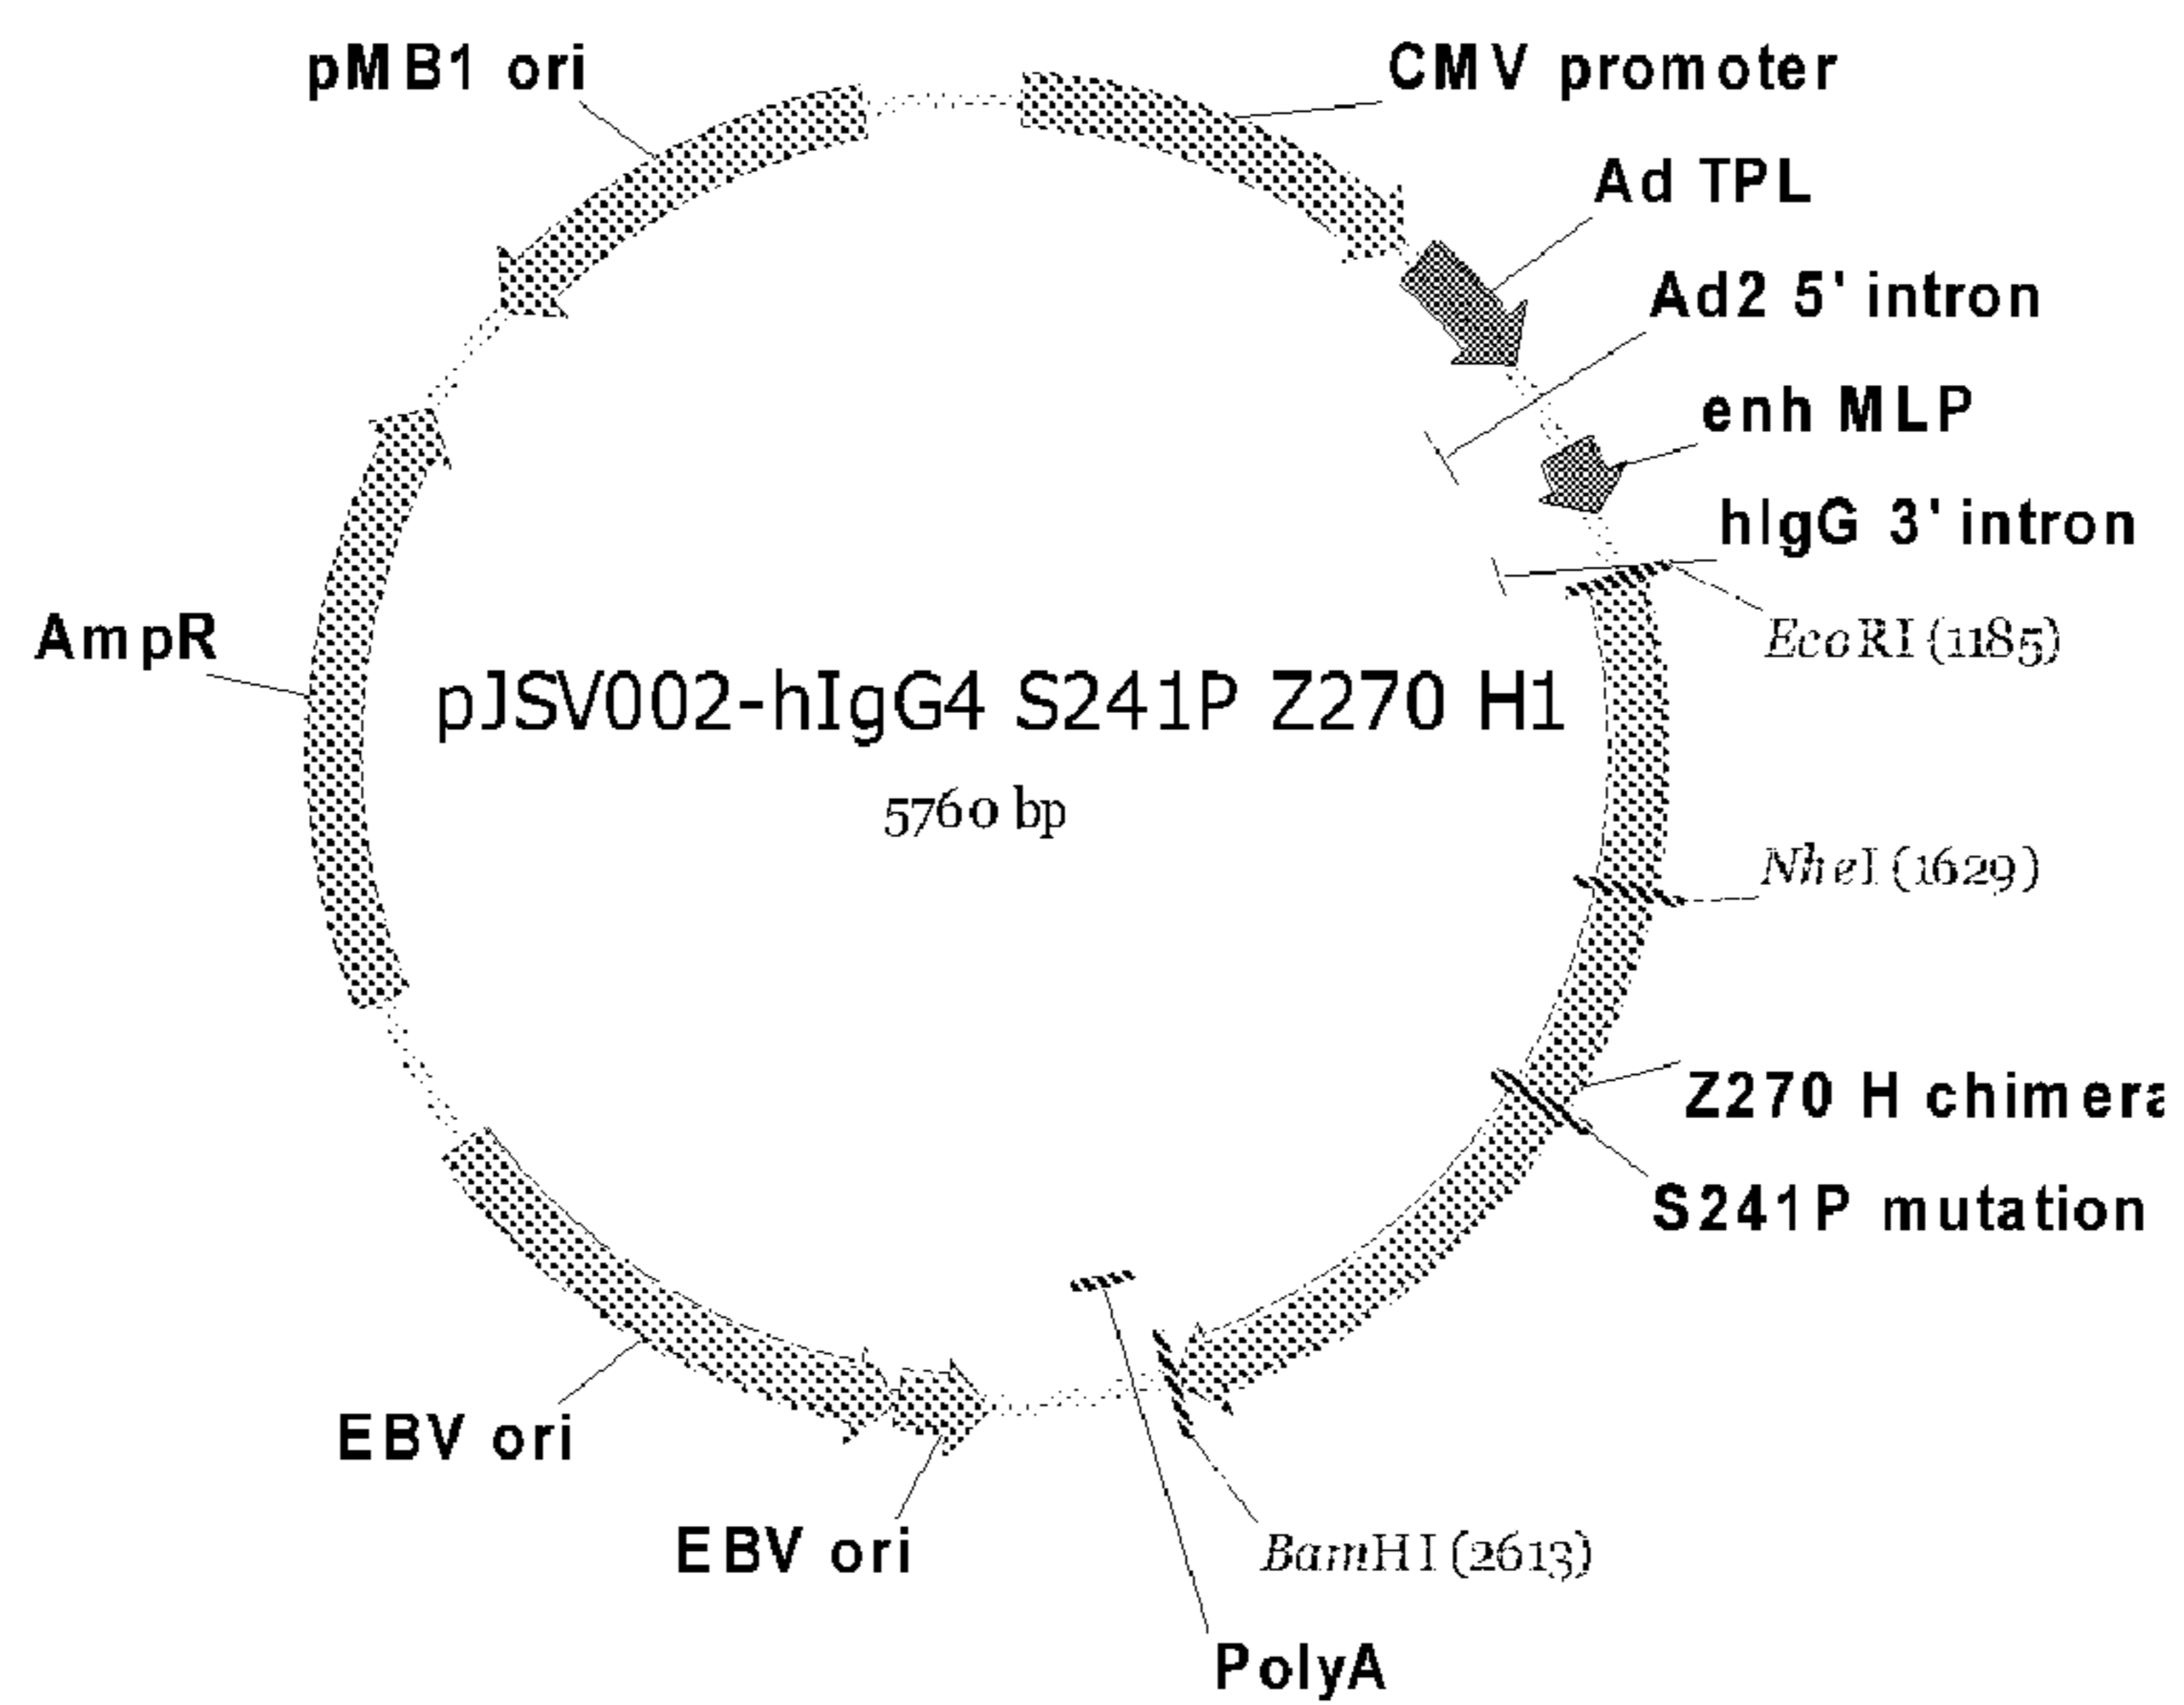 pMB1 ori
CMV promoter
Ad TPL
Ad2 5' intron
enh MLP
hIgG 3' intron
EcoRI (1185)
AmpR
pJSV002-hIgG4 S241P Z270 H1
5760 bp
NheI (1629)
Z270 H chimera
S241P mutation
EBV ori
EBV ori
BamHI (2613)
PolyA